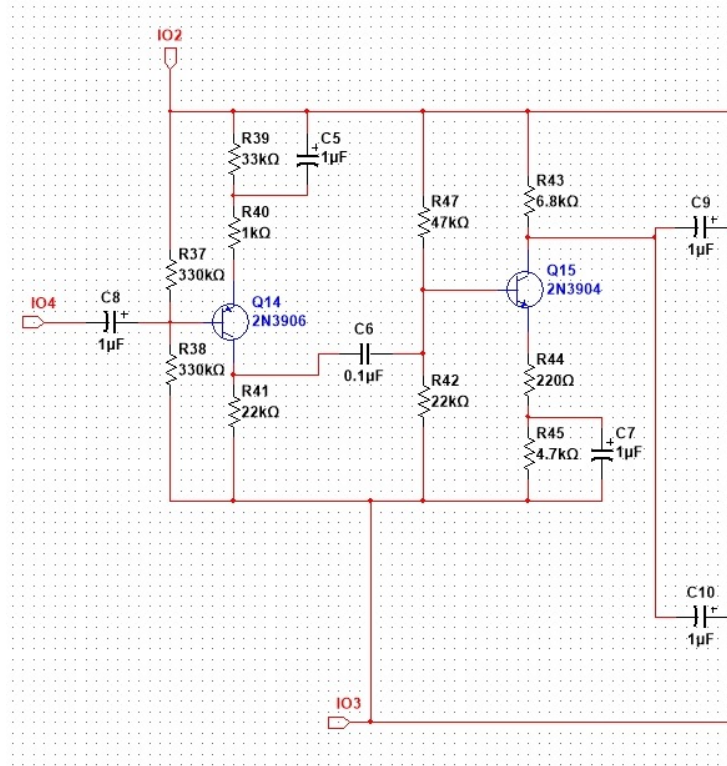 IO2
R39
33kΩ
C5
1µF
R40
1kΩ
R47
47kΩ
R43
6.8kΩ
C9
1µF
R37
330kΩ
IO4
C8
1µF
Q14
2N3906
Q15
2N3904
C6
0.1µF
R38
330kΩ
R41
22kΩ
R42
22kΩ
R44
220Ω
R45
4.7kΩ
C7
1µF
C10
1µF
IO3